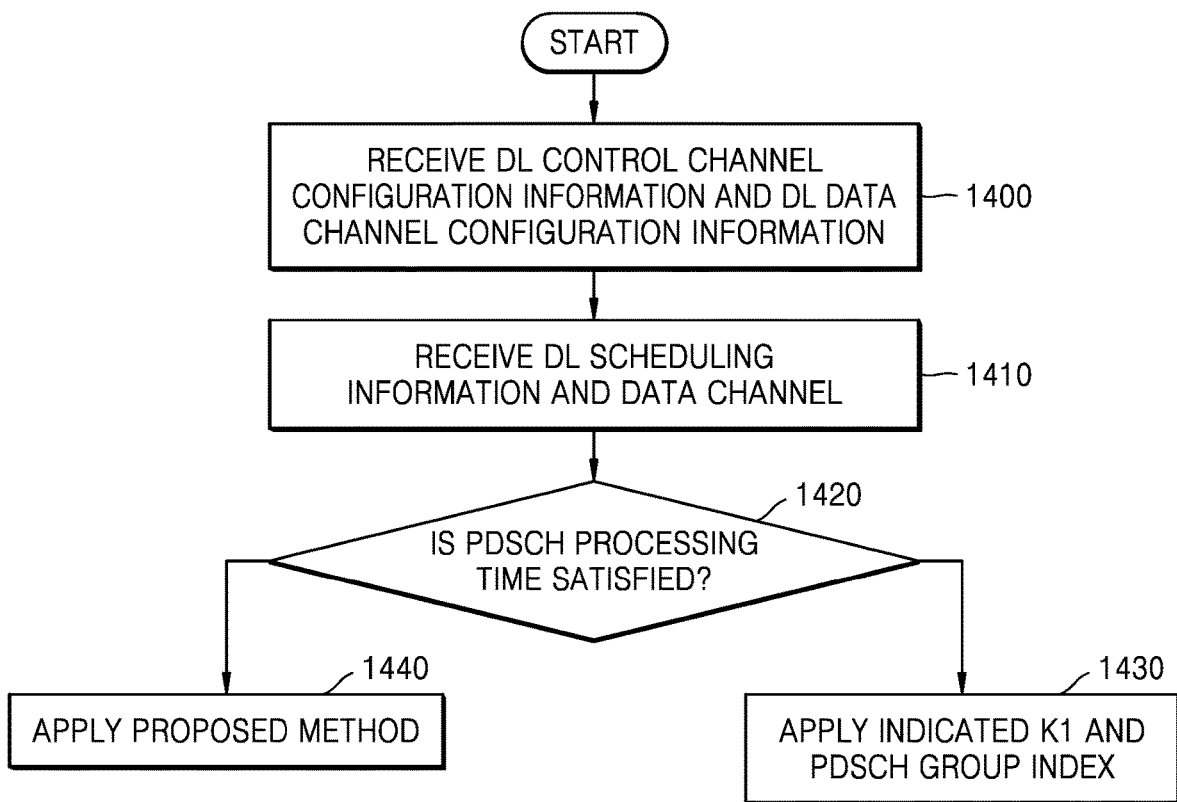 START
RECEIVE DL CONTROL CHANNEL
CONFIGURATION INFORMATION AND DL DATA
CHANNEL CONFIGURATION INFORMATION
1400
RECEIVE DL SCHEDULING
INFORMATION AND DATA CHANNEL
1410
1420
IS PDSCH PROCESSING
TIME SATISFIED?
1440
APPLY PROPOSED METHOD
1430
APPLY INDICATED K1 AND
PDSCH GROUP INDEX